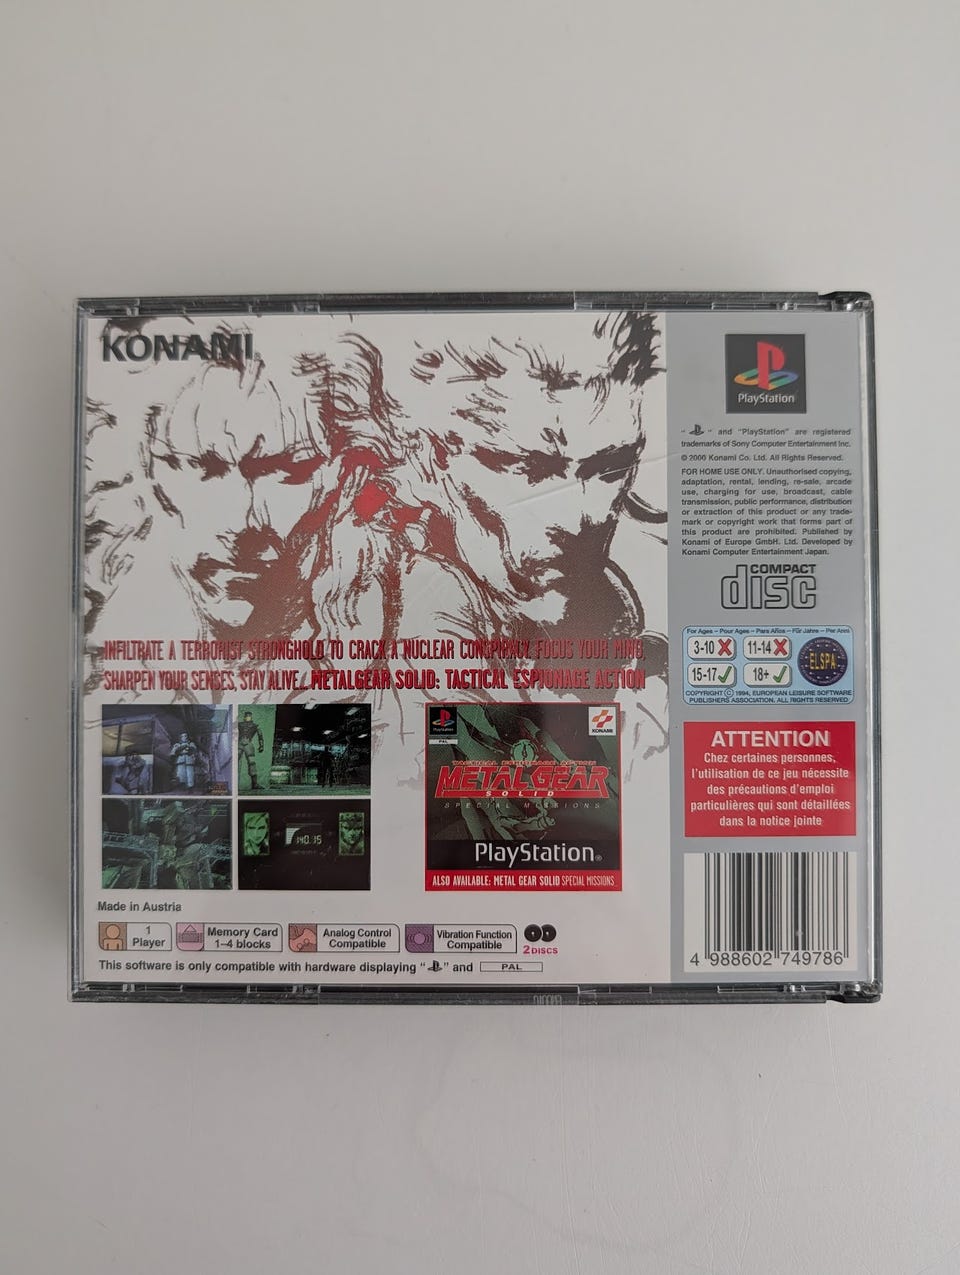 KONAMI®
INFILTRATE A TERRORIST STRONGHOLD TO CRACK A NUCLEAR CONSPIRACY. FOCUS YOUR MIND,
SHARPEN YOUR SENSES, STAY ALIVE... METAL GEAR SOLID: TACTICAL ESPIONAGE ACTION
140.15
PlayStation
PAL
KONAMI
TACTICAL ESPIONAGE ACTION
METAL GEAR
SOLID
SPECIAL MISSIONS
PlayStation®
ALSO AVAILABLE: METAL GEAR SOLID SPECIAL MISSIONS
Made in Austria
1
Player
Memory Card
1–4 blocks
Analog Control
Compatible
Vibration Function
Compatible
2 DISCS
This software is only compatible with hardware displaying " " and PAL
PlayStation
" " and "PlayStation" are registered
trademarks of Sony Computer Entertainment Inc.
© 2000 Konami Co. Ltd. All Rights Reserved.
FOR HOME USE ONLY. Unauthorised copying,
adaptation, rental, lending, re-sale, arcade
use, charging for use, broadcast, cable
transmission, public performance, distribution
or extraction of this product or any trade-
mark or copyright work that forms part of
this product are prohibited. Published by
Konami of Europe GmbH. Ltd. Developed by
Konami Computer Entertainment Japan.
COMPACT
disc
For Ages – Pour Ages – Para Años – Für Jahre – Per Anni
3-10
11-14
15-17
18+
ELSPA
COPYRIGHT © 1994, EUROPEAN LEISURE SOFTWARE
PUBLISHERS ASSOCIATION. ALL RIGHTS RESERVED
ATTENTION
Chez certaines personnes,
l'utilisation de ce jeu nécessite
des précautions d'emploi
particulières qui sont détaillées
dans la notice jointe
4 988602 749786